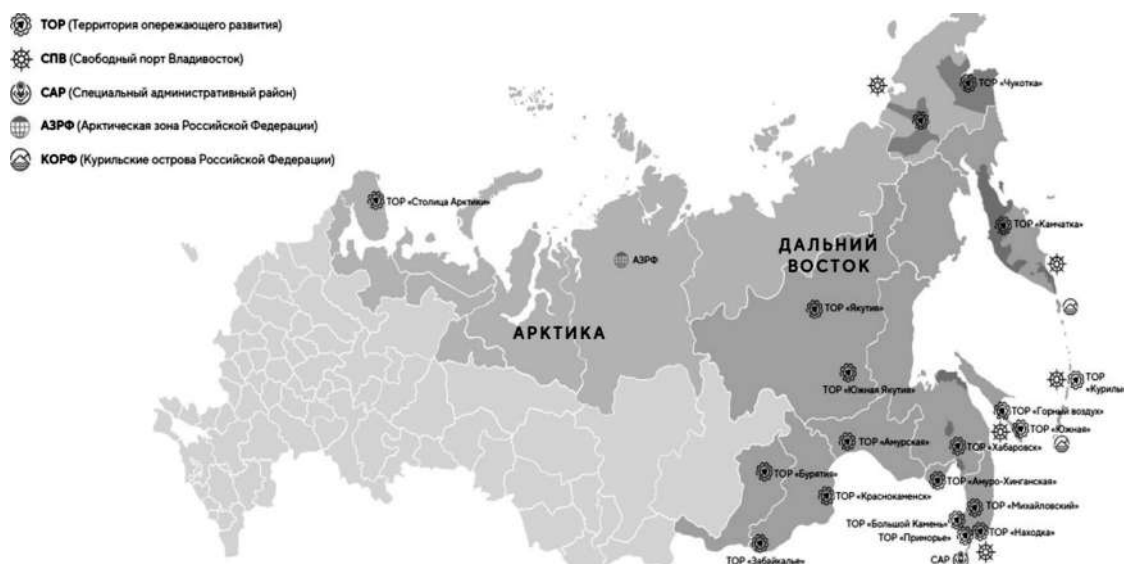 ТОР (Территория опережающего развития)
СПВ (Свободный порт Владивосток)
САР (Специальный административный район)
АЗРФ (Арктическая зона Российской Федерации)
КОРФ (Курильские острова Российской Федерации)
ТОР «Чукотка»
ТОР «Столица Арктики»
ТОР «Камчатка»
ДАЛЬНИЙ
ВОСТОК
АЗРФ
ТОР «Якутия»
АРКТИКА
ТОР «Южная Якутия»
ТОР
«Курилы
ТОР «Горный воздух»
ТОР «Южная»
ТОР «Амурская»
ТОР «Хабаровск»
ТОР «Бурятия»
ТОР «Амуро-Хинганская»
ТОР «Краснокаменск»
ТОР «Михайловский»
ТОР «Большой Камень»
ТОР «Находка»
ТОР «Приморье»
ТОР «Забайкалье»
САР